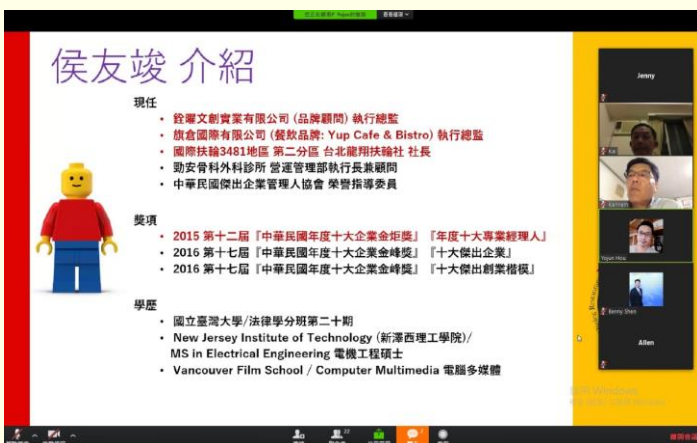 侯友竣 介紹
現任
• 銓曜文創實業有限公司 (品牌顧問) 執行總監
• 旗倉國際有限公司 (餐飲品牌: Yup Cafe & Bistro) 執行總監
• 國際扶輪3481地區 第二分區 台北龍翔扶輪社 社長
• 勁安骨科外科診所 營運管理部執行長兼顧問
• 中華民國傑出企業管理人協會 榮譽指導委員
獎項
• 2015 第十二屆『中華民國年度十大企業金炬獎』『年度十大專業經理人』
• 2016 第十七屆『中華民國年度十大企業金峰獎』『十大傑出企業』
• 2016 第十七屆『中華民國年度十大企業金峰獎』『十大傑出創業楷模』
學歷
• 國立臺灣大學/法律學分班第二十期
• New Jersey Institute of Technology (新澤西理工學院)/
MS in Electrical Engineering 電機工程碩士
• Vancouver Film School / Computer Multimedia 電腦多媒體
Jenny
Kai
Kenneth
Yojun Hou
Benny Shen
Allen